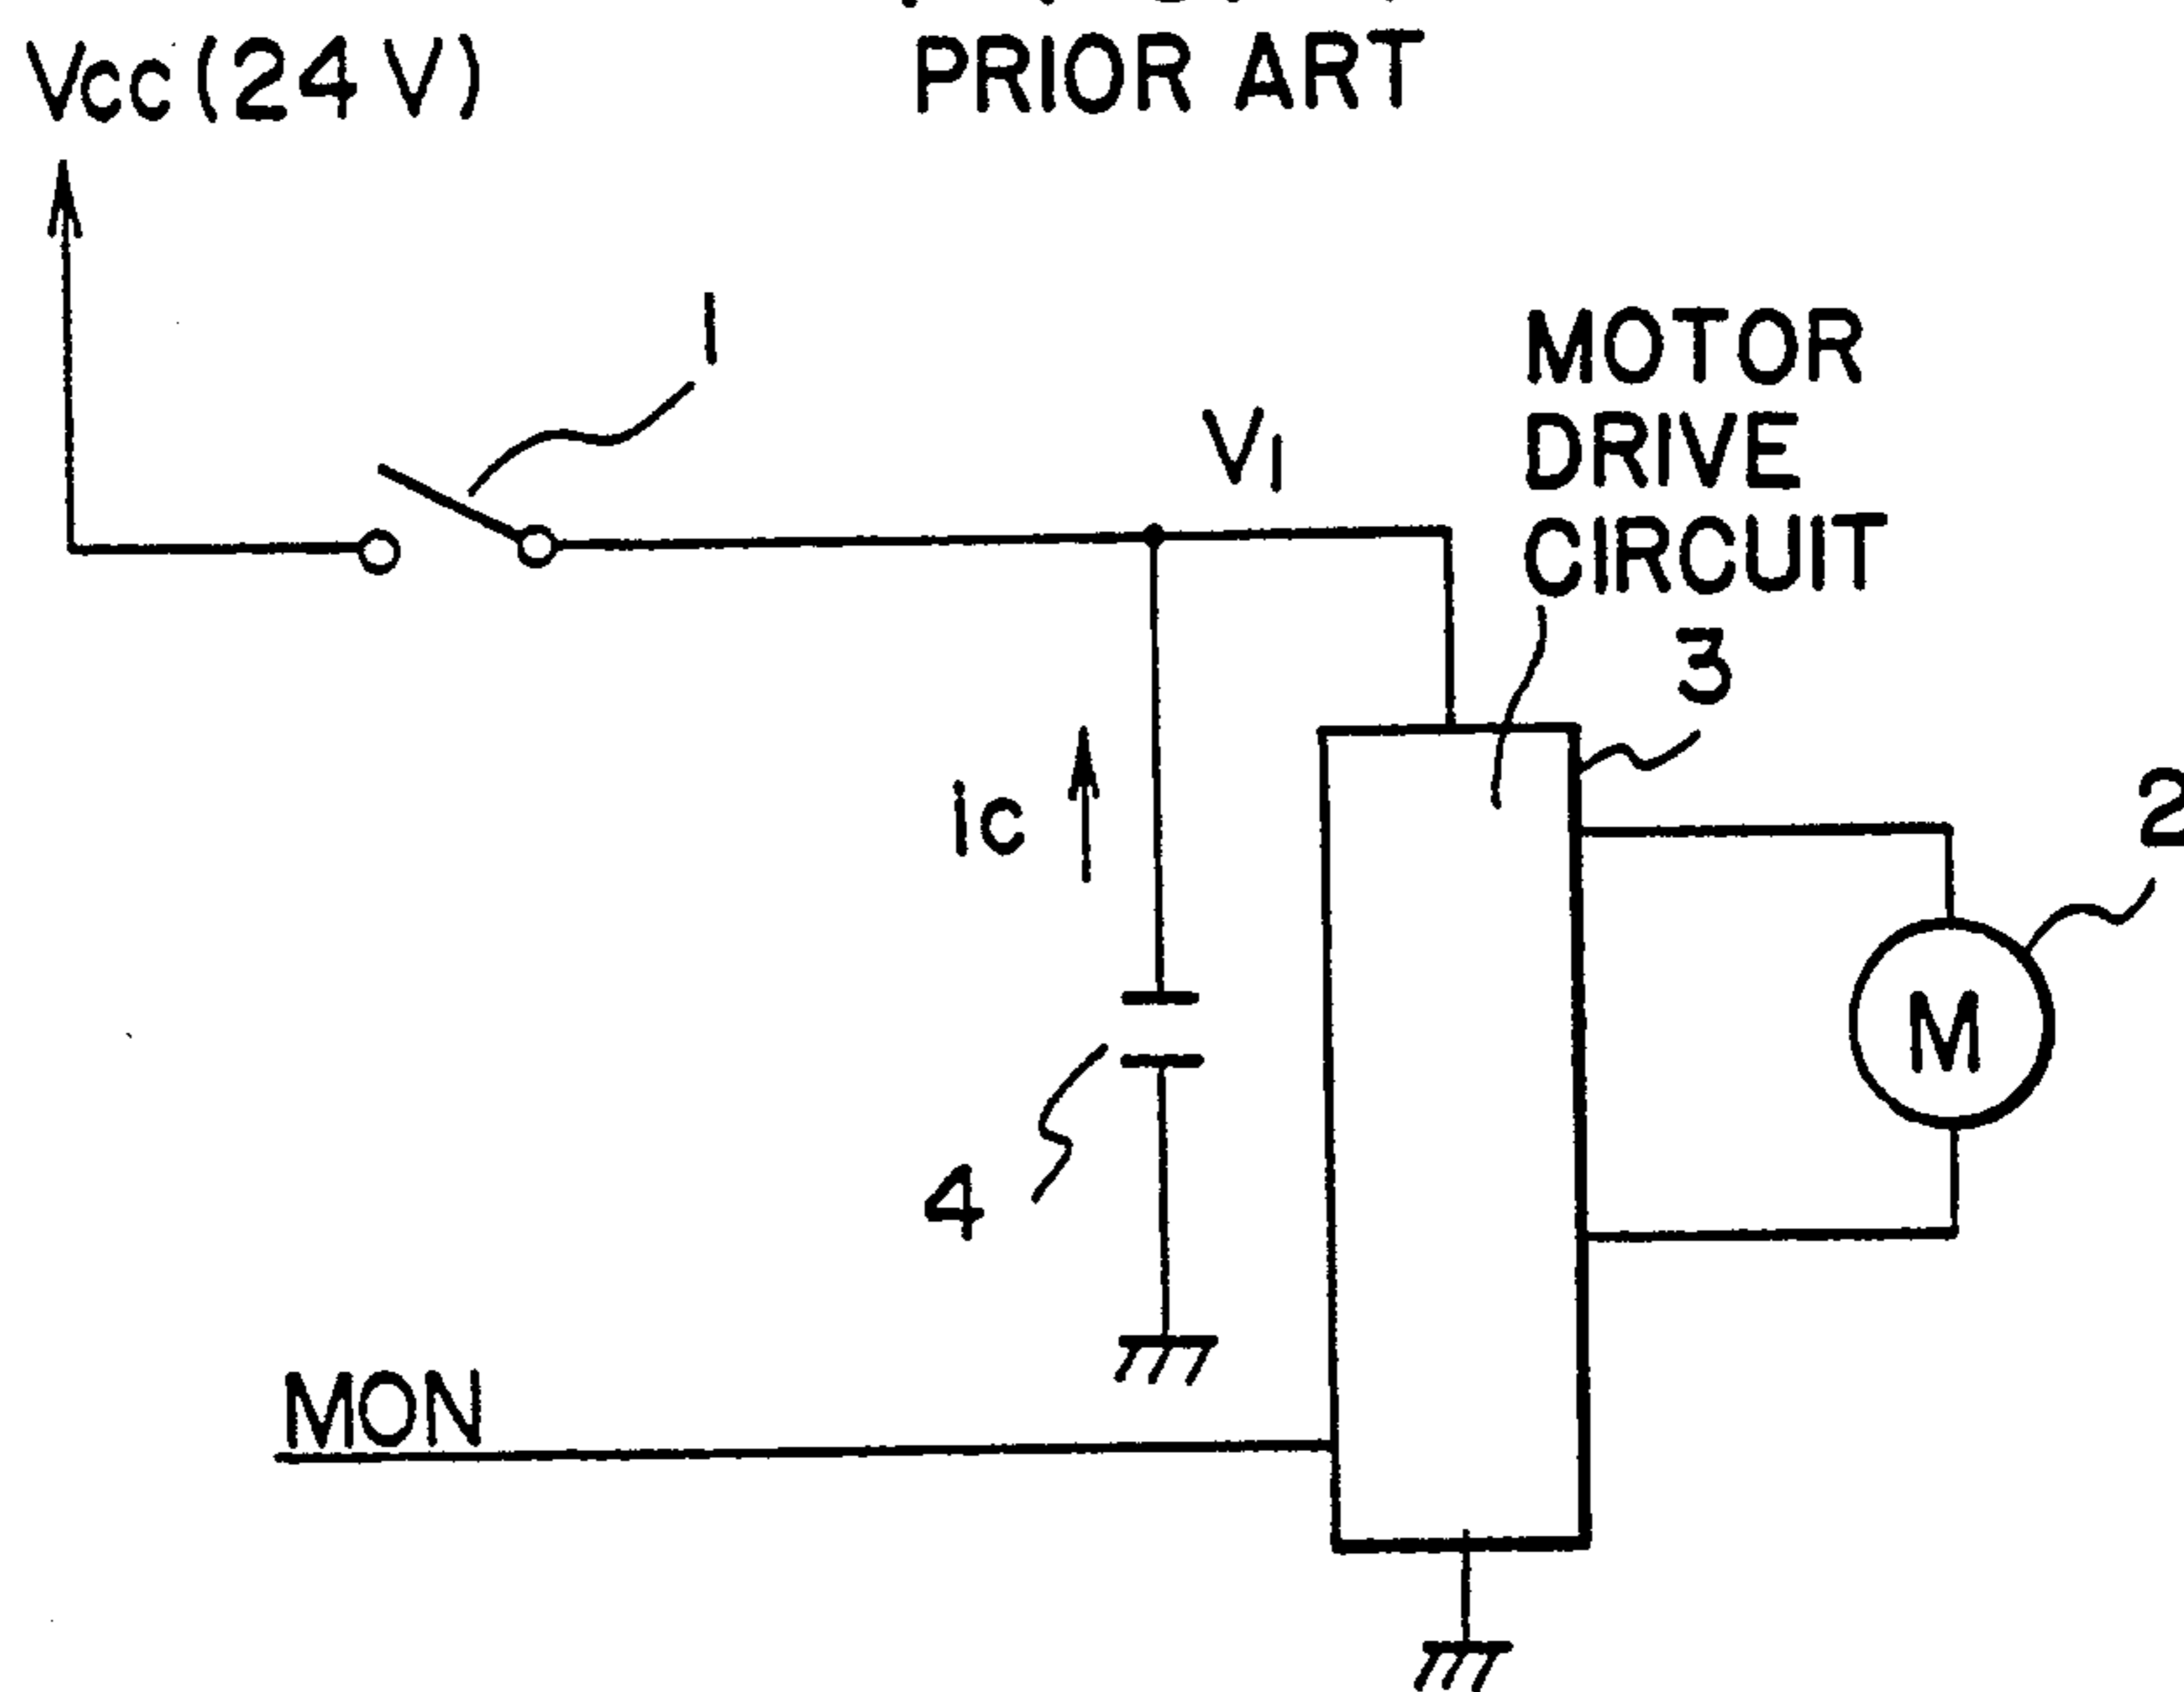 PRIOR ART
Vcc (24 V)
1
V1
MOTOR
DRIVE
CIRCUIT
3
ic
2
M
4
MON